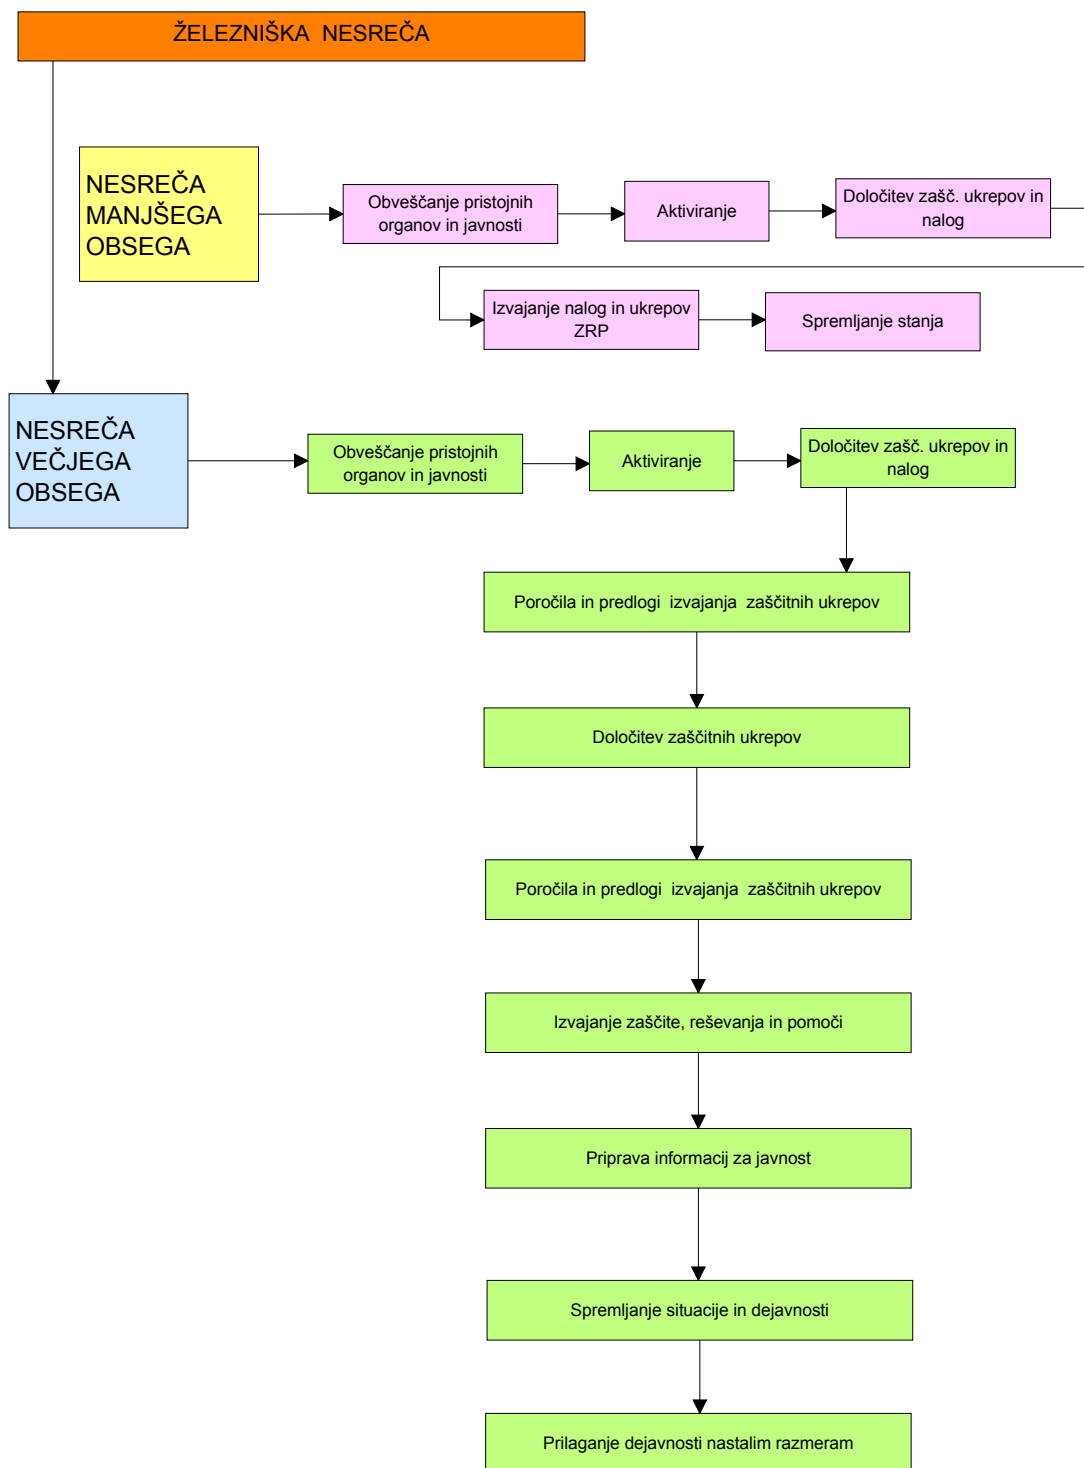 ŽELEZNIŠKA NESREČA
NESREČA
MANJŠEGA
OBSEGA
Obveščanje pristojnih
organov in javnosti
Aktiviranje
Določitev zašč. ukrepov in
nalog
Izvajanje nalog in ukrepov
ZRP
Spremljanje stanja
NESREČA
VEČJEGA
OBSEGA
Obveščanje pristojnih
organov in javnosti
Aktiviranje
Določitev zašč. ukrepov in
nalog
Poročila in predlogi izvajanja zaščitnih ukrepov
Določitev zaščitnih ukrepov
Poročila in predlogi izvajanja zaščitnih ukrepov
Izvajanje zaščite, reševanja in pomoči
Priprava informacij za javnost
Spremljanje situacije in dejavnosti
Prilaganje dejavnosti nastalim razmeram